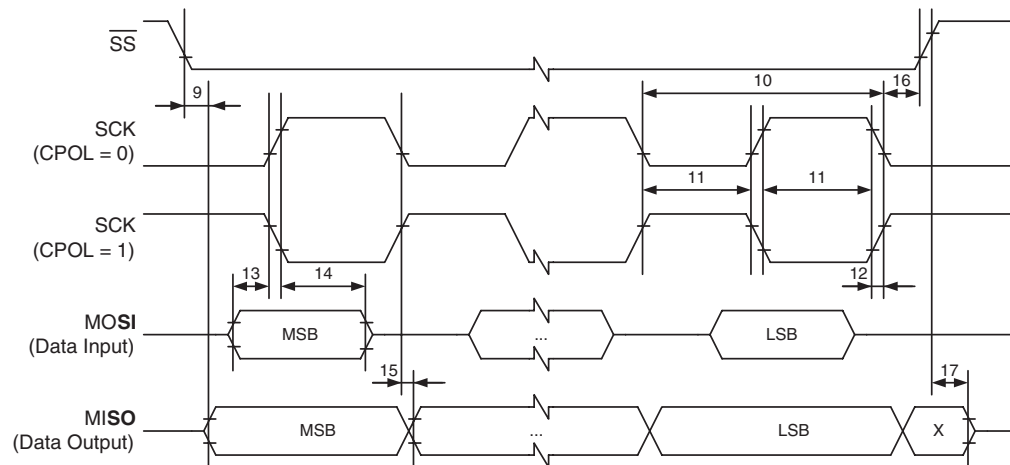 SS
9
10
16
SCK
(CPOL = 0)
11
11
SCK
(CPOL = 1)
13
14
12
MOSI
(Data Input)
MSB
...
LSB
15
17
MISO
(Data Output)
MSB
...
LSB
X